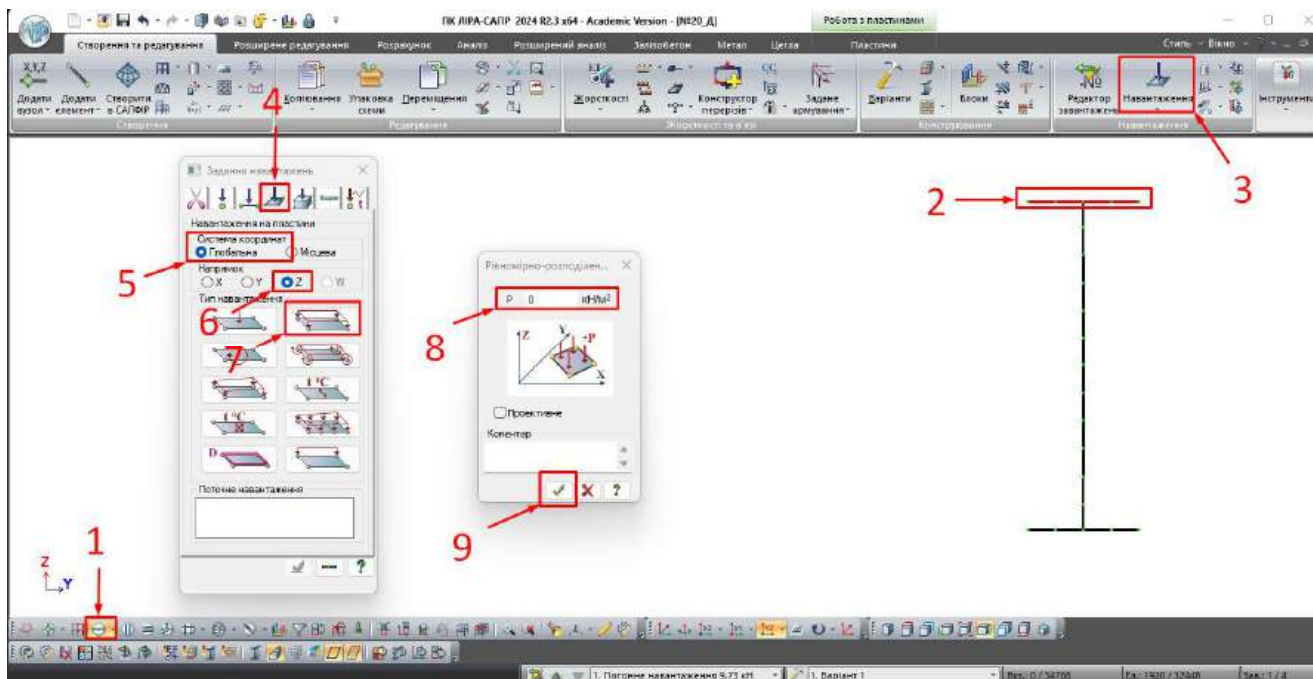 ПК ЛІРА-САПР 2024 R2.3 x64 - Academic Version - [№20_Д]
Робота з пластинами
Створення та редагування
Розширене редагування
Розрахунок
Аналіз
Розширений аналіз
Залізобетон
Метал
Цегла
Пластини
Стиль
Вікно
Додати вузол
Додати елемент
Створити в САПФІР
Копіювання
Упаковка схеми
Переміщення
Жорсткості
Конструктор перерізів
Задане армування
Варіанти
Блоки
Редактор завантажень
Навантаження
Інструменти
Створення
Редагування
Жорсткості та в'язі
Конструювання
Навантаження
4
3
2
Задання навантажень
Навантаження на пластини
Система координат
Глобальна
Місцева
5
Напрямок
X Y Z W
6
Тип навантаження
7
Поточне навантаження
Рівномірно-розподілен...
P 0 кН/м²
8
Z Y +P X
Проективне
Коментар
9
1
Z
Y
1. Погонне навантаження 9.73 кН
1. Варіант 1